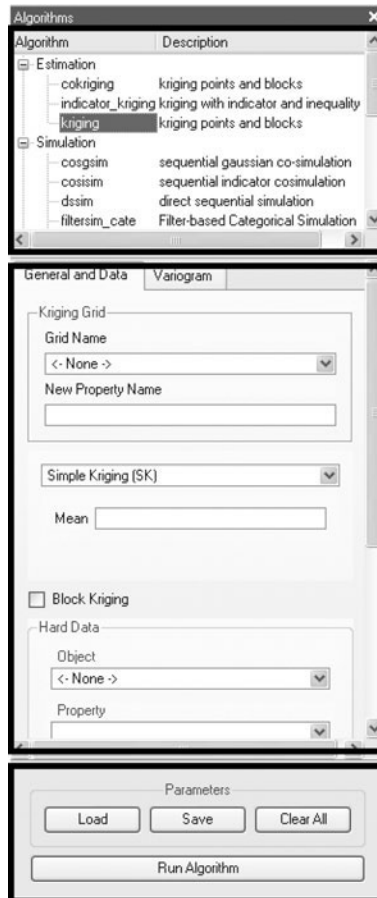 Algorithms
Algorithm Description
Estimation
cokriging kriging points and blocks
indicator_kriging kriging with indicator and inequality
kriging kriging points and blocks
Simulation
cosgsim sequential gaussian co-simulation
cosisim sequential indicator cosimulation
dssim direct sequential simulation
filtersim_cate Filter-based Categorical Simulation
General and Data Variogram
Kriging Grid
Grid Name
<- None ->
New Property Name
Simple Kriging (SK)
Mean
Block Kriging
Hard Data
Object
<- None ->
Property
Parameters
Load Save Clear All
Run Algorithm